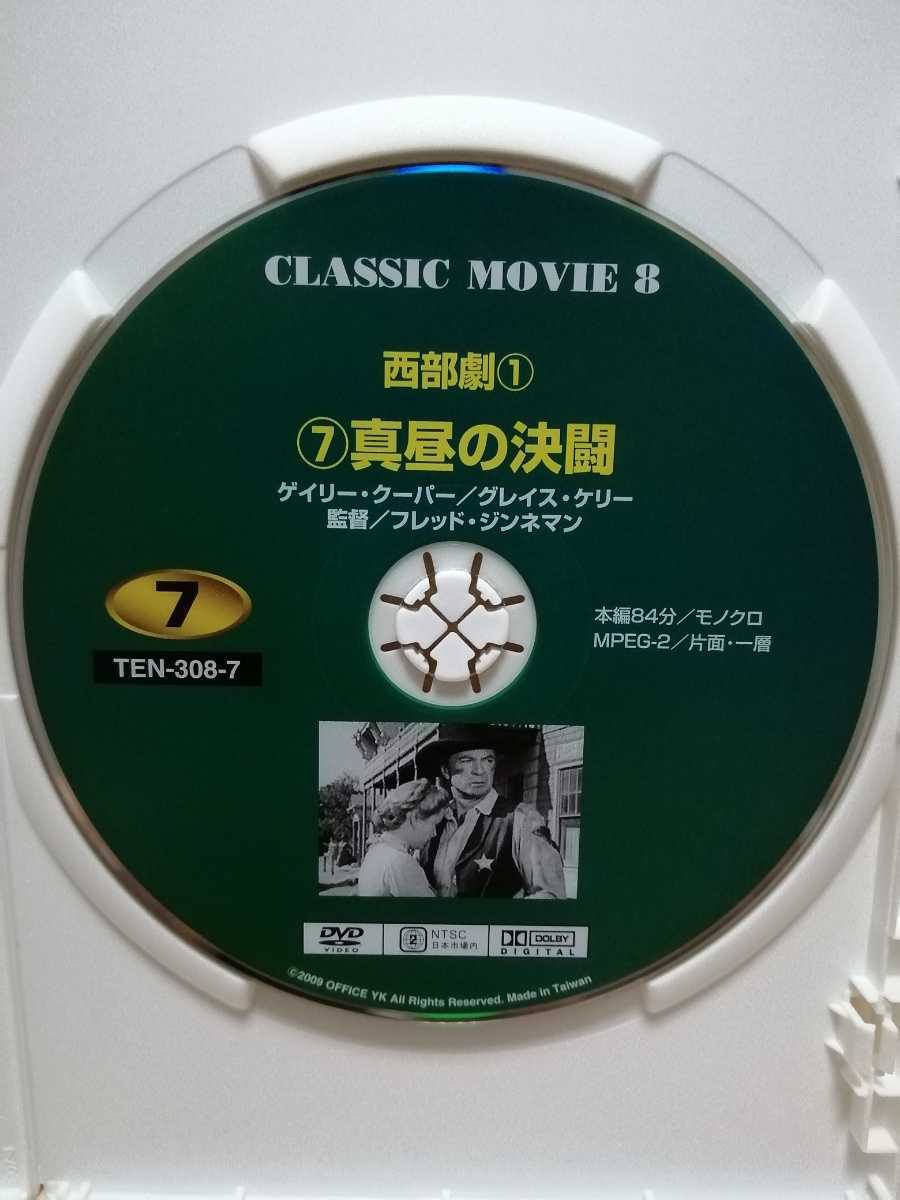 CLASSIC MOVIE 8
西部劇①
⑦真昼の決闘
ゲイリー・クーパー／グレイス・ケリー
監督／フレッド・ジンネマン
7
TEN-308-7
本編84分／モノクロ
MPEG-2／片面・一層
DVD
VIDEO
2
NTSC
日本市場内
DOLBY
DIGITAL
©2009 OFFICE YK All Rights Reserved. Made in Taiwan